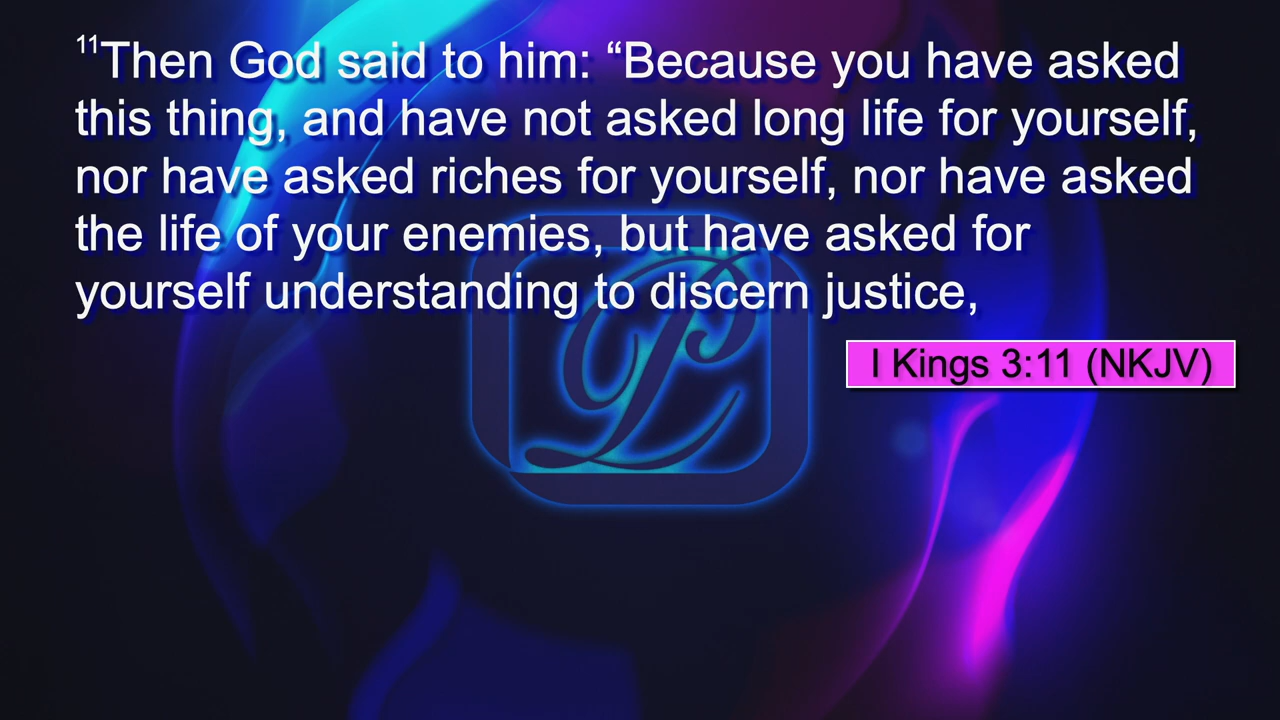 11Then God said to him: “Because you have asked
this thing, and have not asked long life for yourself,
nor have asked riches for yourself, nor have asked
the life of your enemies, but have asked for
yourself understanding to discern justice,
I Kings 3:11 (NKJV)